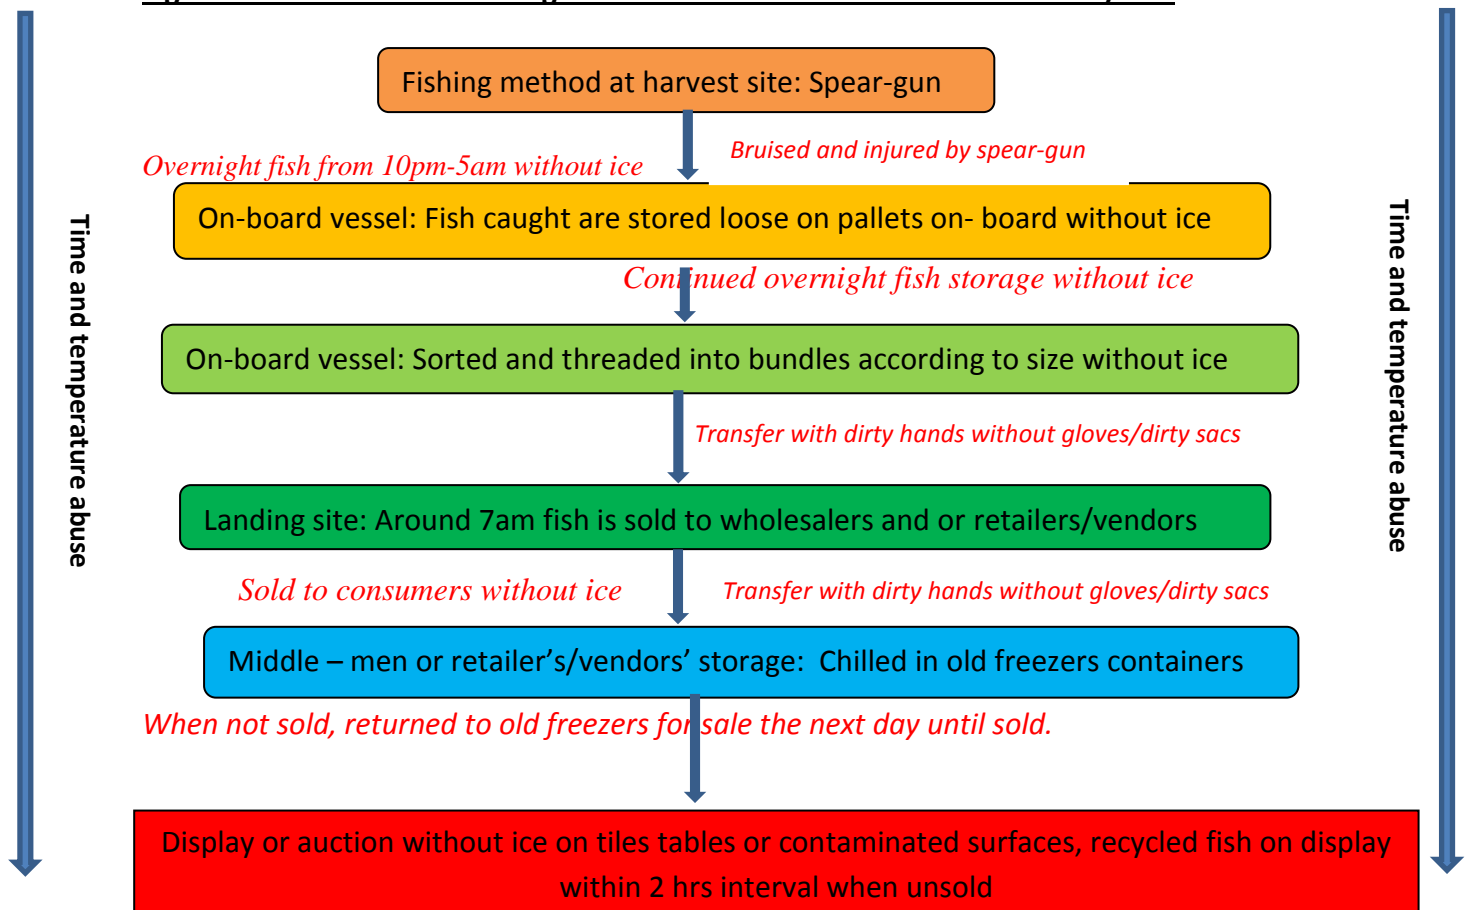 Fishing method at harvest site: Spear-gun
Bruised and injured by spear-gun
Overnight fish from 10pm-5am without ice
On-board vessel: Fish caught are stored loose on pallets on- board without ice
Continued overnight fish storage without ice
On-board vessel: Sorted and threaded into bundles according to size without ice
Transfer with dirty hands without gloves/dirty sacs
Landing site: Around 7am fish is sold to wholesalers and or retailers/vendors
Sold to consumers without ice
Transfer with dirty hands without gloves/dirty sacs
Middle – men or retailer’s/vendors’ storage:  Chilled in old freezers containers
When not sold, returned to old freezers for sale the next day until sold.
Display or auction without ice on tiles tables or contaminated surfaces, recycled fish on display
within 2 hrs interval when unsold
Time and temperature abuse
Time and temperature abuse